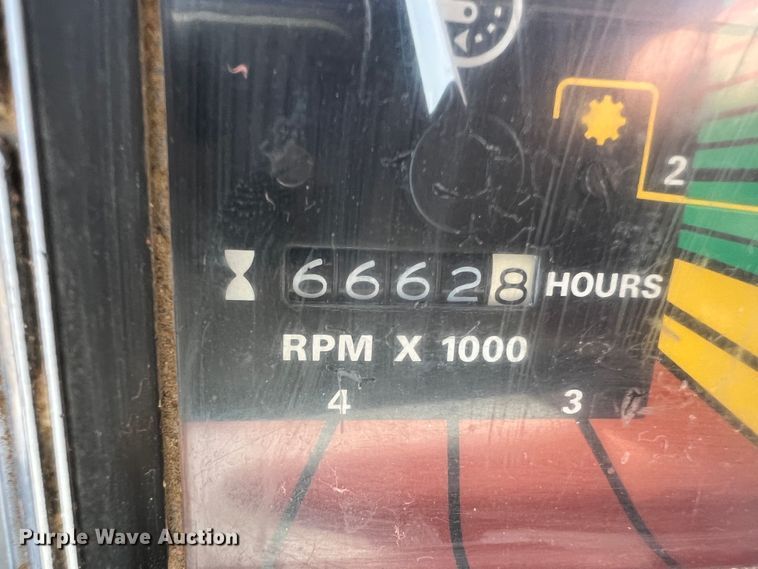 2
66628 HOURS
RPM X 1000
4 3
Purple Wave Auction